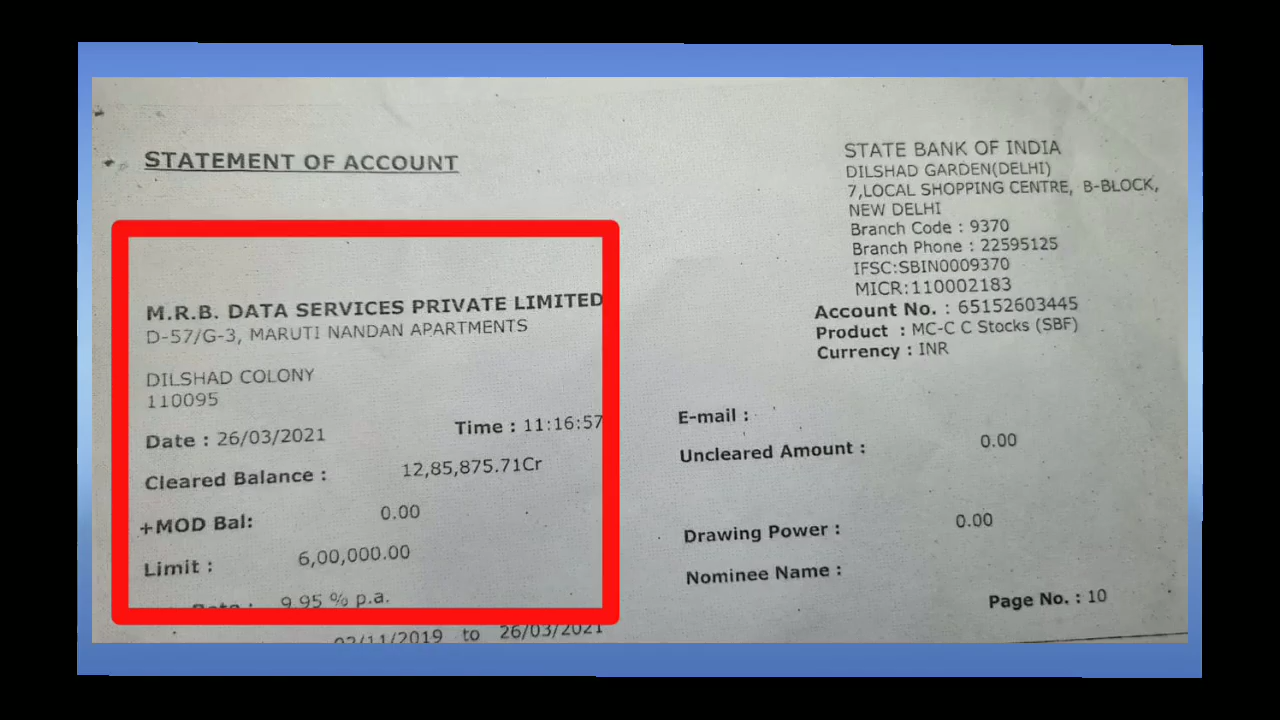 STATEMENT OF ACCOUNT
STATE BANK OF INDIA
DILSHAD GARDEN(DELHI)
7,LOCAL SHOPPING CENTRE, B-BLOCK,
NEW DELHI
Branch Code : 9370
Branch Phone : 22595125
IFSC:SBIN0009370
MICR:110002183
Account No. : 65152603445
Product : MC-C C Stocks (SBF)
Currency : INR
M.R.B. DATA SERVICES PRIVATE LIMITED
D-57/G-3, MARUTI NANDAN APARTMENTS
DILSHAD COLONY
110095
Date : 26/03/2021 Time : 11:16:57
Cleared Balance : 12,85,875.71Cr
+MOD Bal: 0.00
Limit : 6,00,000.00
Rate : 9.95 % p.a.
E-mail :
Uncleared Amount : 0.00
Drawing Power : 0.00
Nominee Name :
Page No. : 10
to 26/03/2021